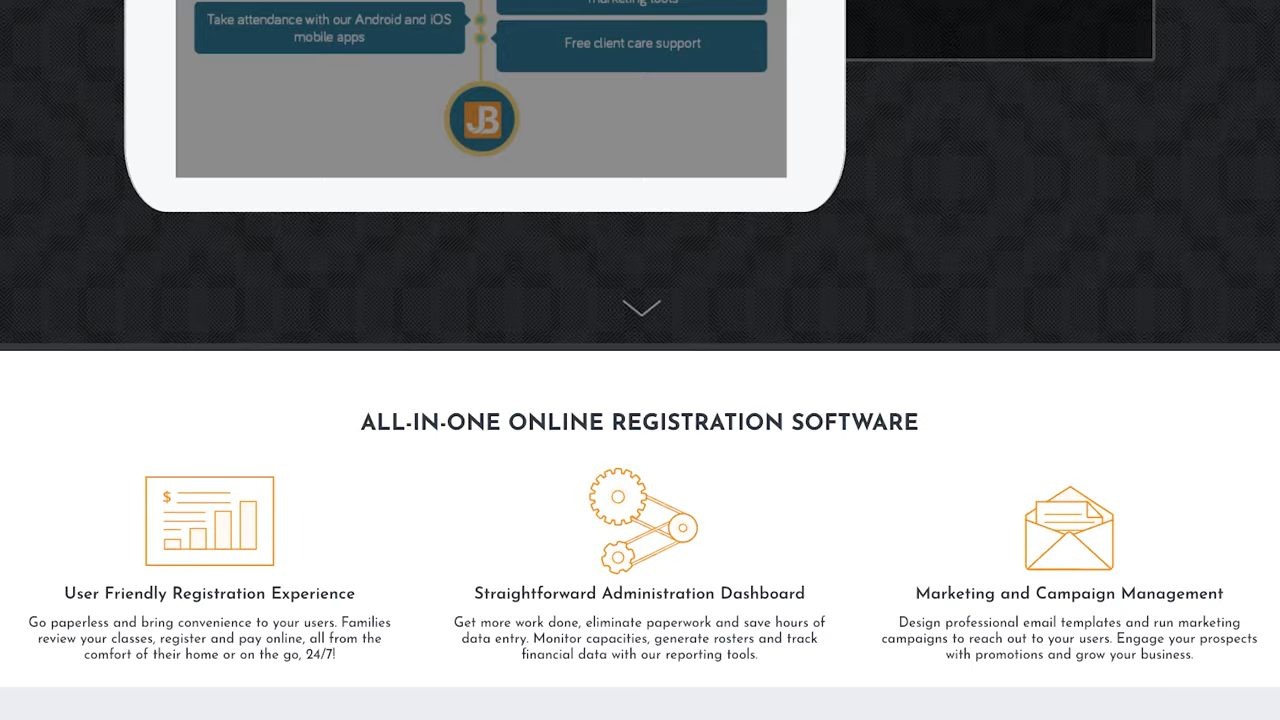 marketing tools
Take attendance with our Android and iOS
mobile apps
Free client care support
JB
ALL-IN-ONE ONLINE REGISTRATION SOFTWARE
$
User Friendly Registration Experience
Go paperless and bring convenience to your users. Families
review your classes, register and pay online, all from the
comfort of their home or on the go, 24/7!
Straightforward Administration Dashboard
Get more work done, eliminate paperwork and save hours of
data entry. Monitor capacities, generate rosters and track
financial data with our reporting tools.
Marketing and Campaign Management
Design professional email templates and run marketing
campaigns to reach out to your users. Engage your prospects
with promotions and grow your business.